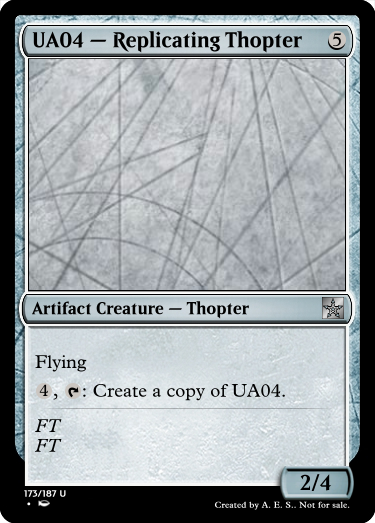 UA04 — Replicating Thopter 5
Artifact Creature — Thopter
Flying
4, : Create a copy of UA04.
FT
FT
2/4
173/187 U
Created by A. E. S.. Not for sale.